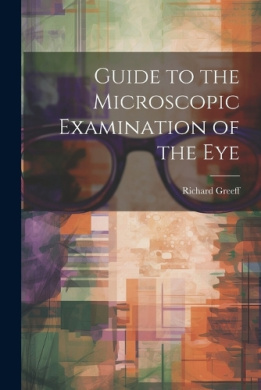 Guide to the
Microscopic
Examination of
the Eye
Richard Greeff